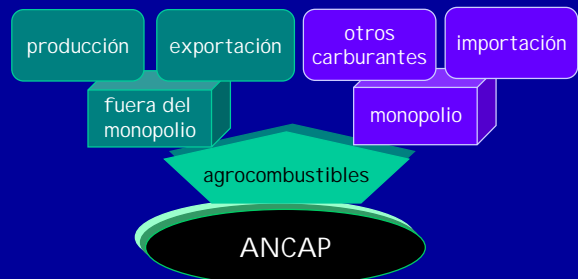 producción
exportación
otros
carburantes
importación
fuera del
monopolio
monopolio
agrocombustibles
ANCAP